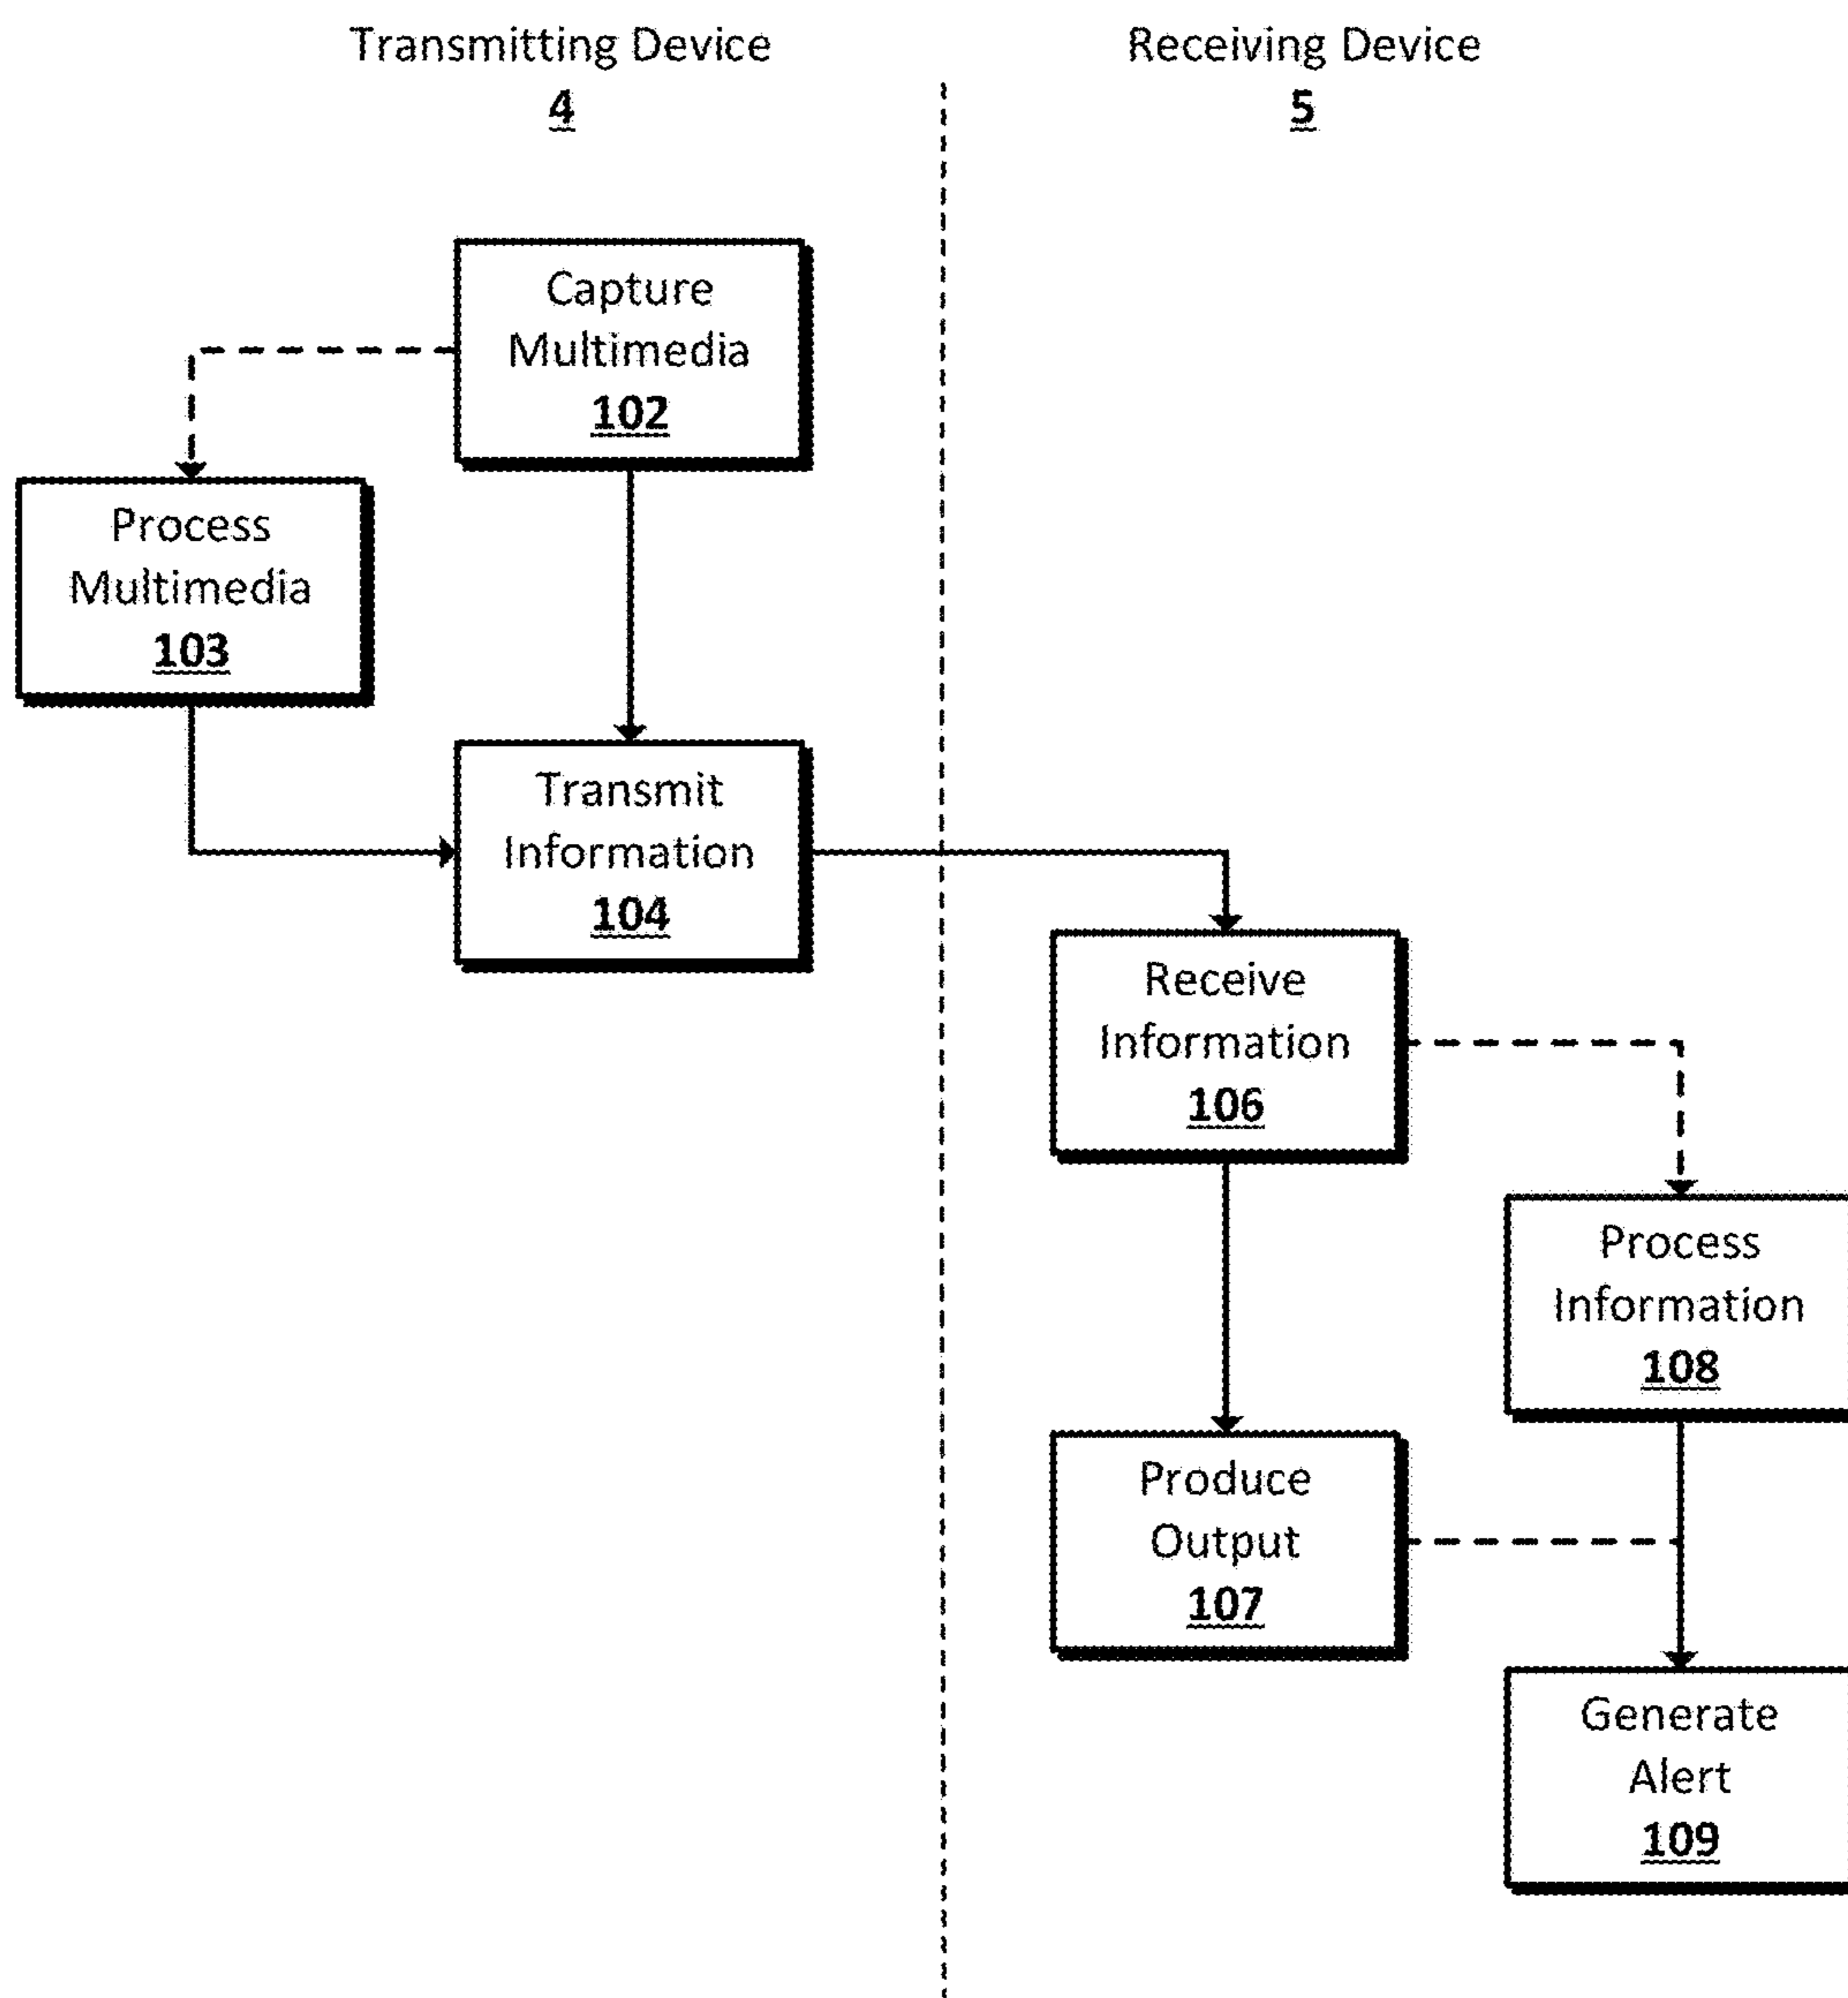 Transmitting Device
4
Receiving Device
5
Capture
Multimedia
102
Process
Multimedia
103
Transmit
Information
104
Receive
Information
106
Process
Information
108
Produce
Output
107
Generate
Alert
109